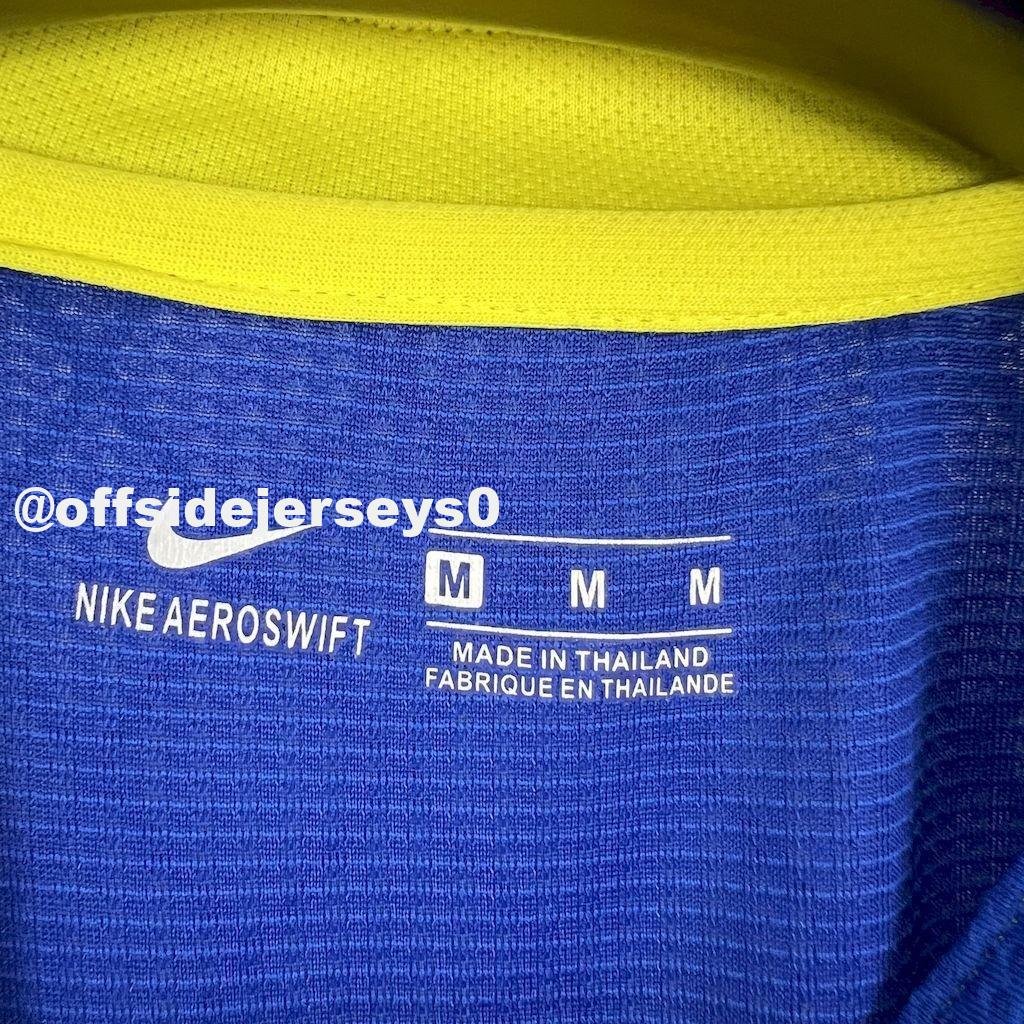 @offsidejerseys0
NIKE AEROSWIFT
M M M
MADE IN THAILAND
FABRIQUE EN THAILANDE